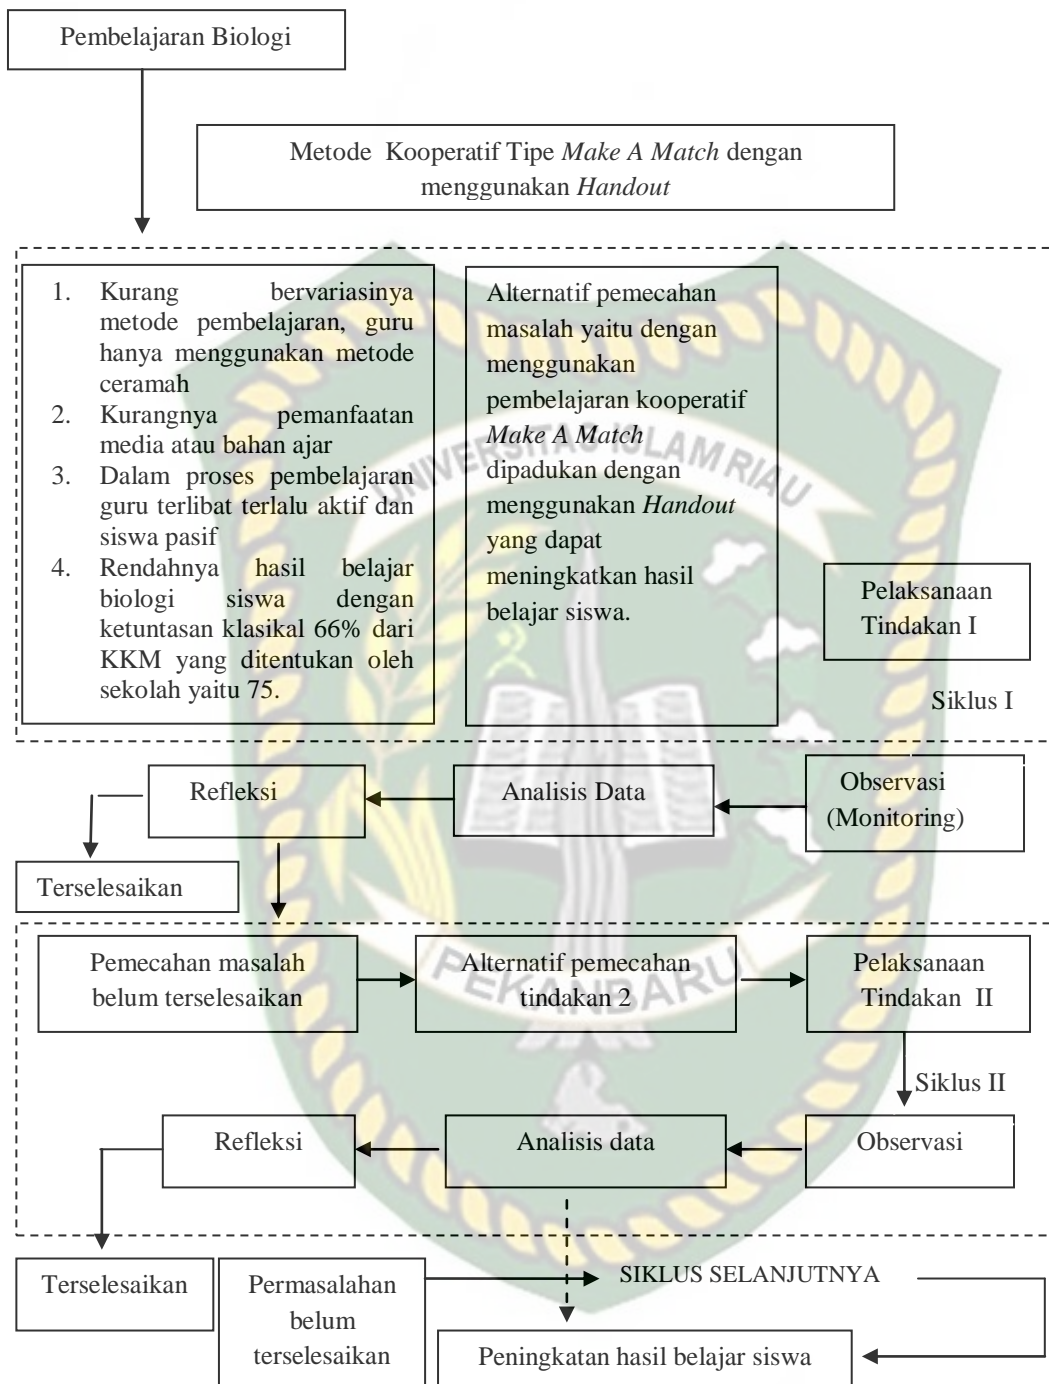 Pembelajaran Biologi
Metode Kooperatif Tipe Make A Match dengan
menggunakan Handout
1. Kurang bervariasinya
metode pembelajaran, guru
hanya menggunakan metode
ceramah
2. Kurangnya pemanfaatan
media atau bahan ajar
3. Dalam proses pembelajaran
guru terlibat terlalu aktif dan
siswa pasif
4. Rendahnya hasil belajar
biologi siswa dengan
ketuntasan klasikal 66% dari
KKM yang ditentukan oleh
sekolah yaitu 75.
Alternatif pemecahan
masalah yaitu dengan
menggunakan
pembelajaran kooperatif
Make A Match
dipadukan dengan
menggunakan Handout
yang dapat
meningkatkan hasil
belajar siswa.
UNIVERSITAS ISLAM RIAU
Pelaksanaan
Tindakan I
Siklus I
Refleksi
Analisis Data
Observasi
(Monitoring)
Terselesaikan
Pemecahan masalah
belum terselesaikan
Alternatif pemecahan
tindakan 2
Pelaksanaan
Tindakan II
PEKANBARU
Siklus II
Refleksi
Analisis data
Observasi
Terselesaikan
Permasalahan
belum
terselesaikan
SIKLUS SELANJUTNYA
Peningkatan hasil belajar siswa